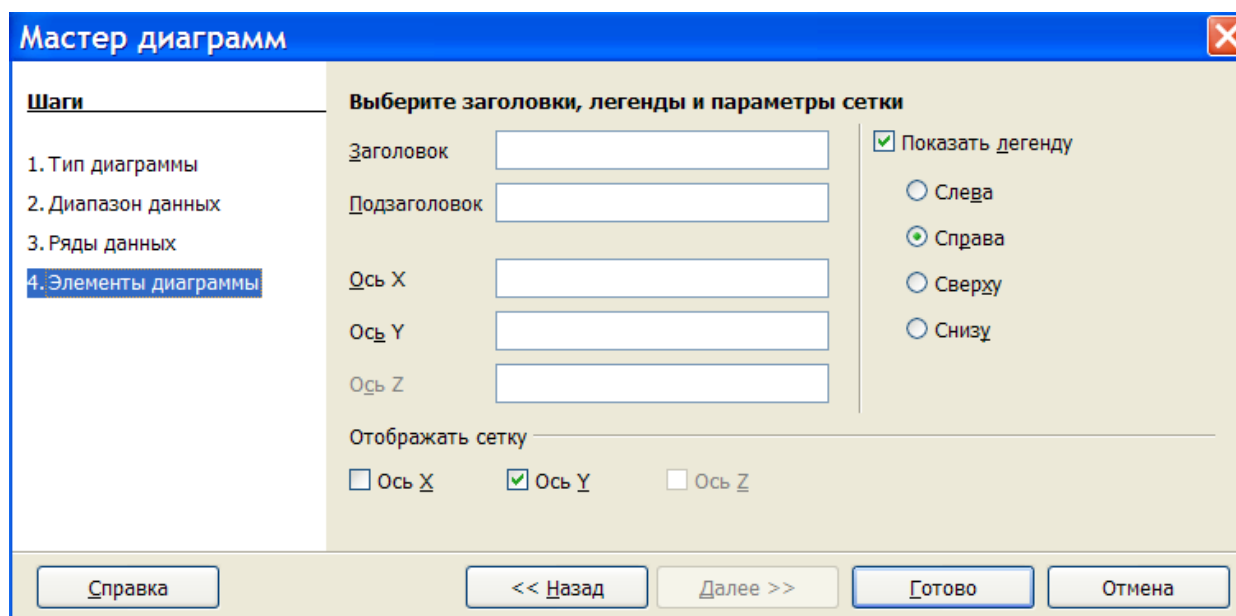 Мастер диаграмм
Шаги
1. Тип диаграммы
2. Диапазон данных
3. Ряды данных
4. Элементы диаграммы
Выберите заголовки, легенды и параметры сетки
Заголовок
Подзаголовок
Ось X
Ось Y
Ось Z
Показать легенду
Слева
Справа
Сверху
Снизу
Отображать сетку
Ось X Ось Y Ось Z
Справка << Назад Далее >> Готово Отмена